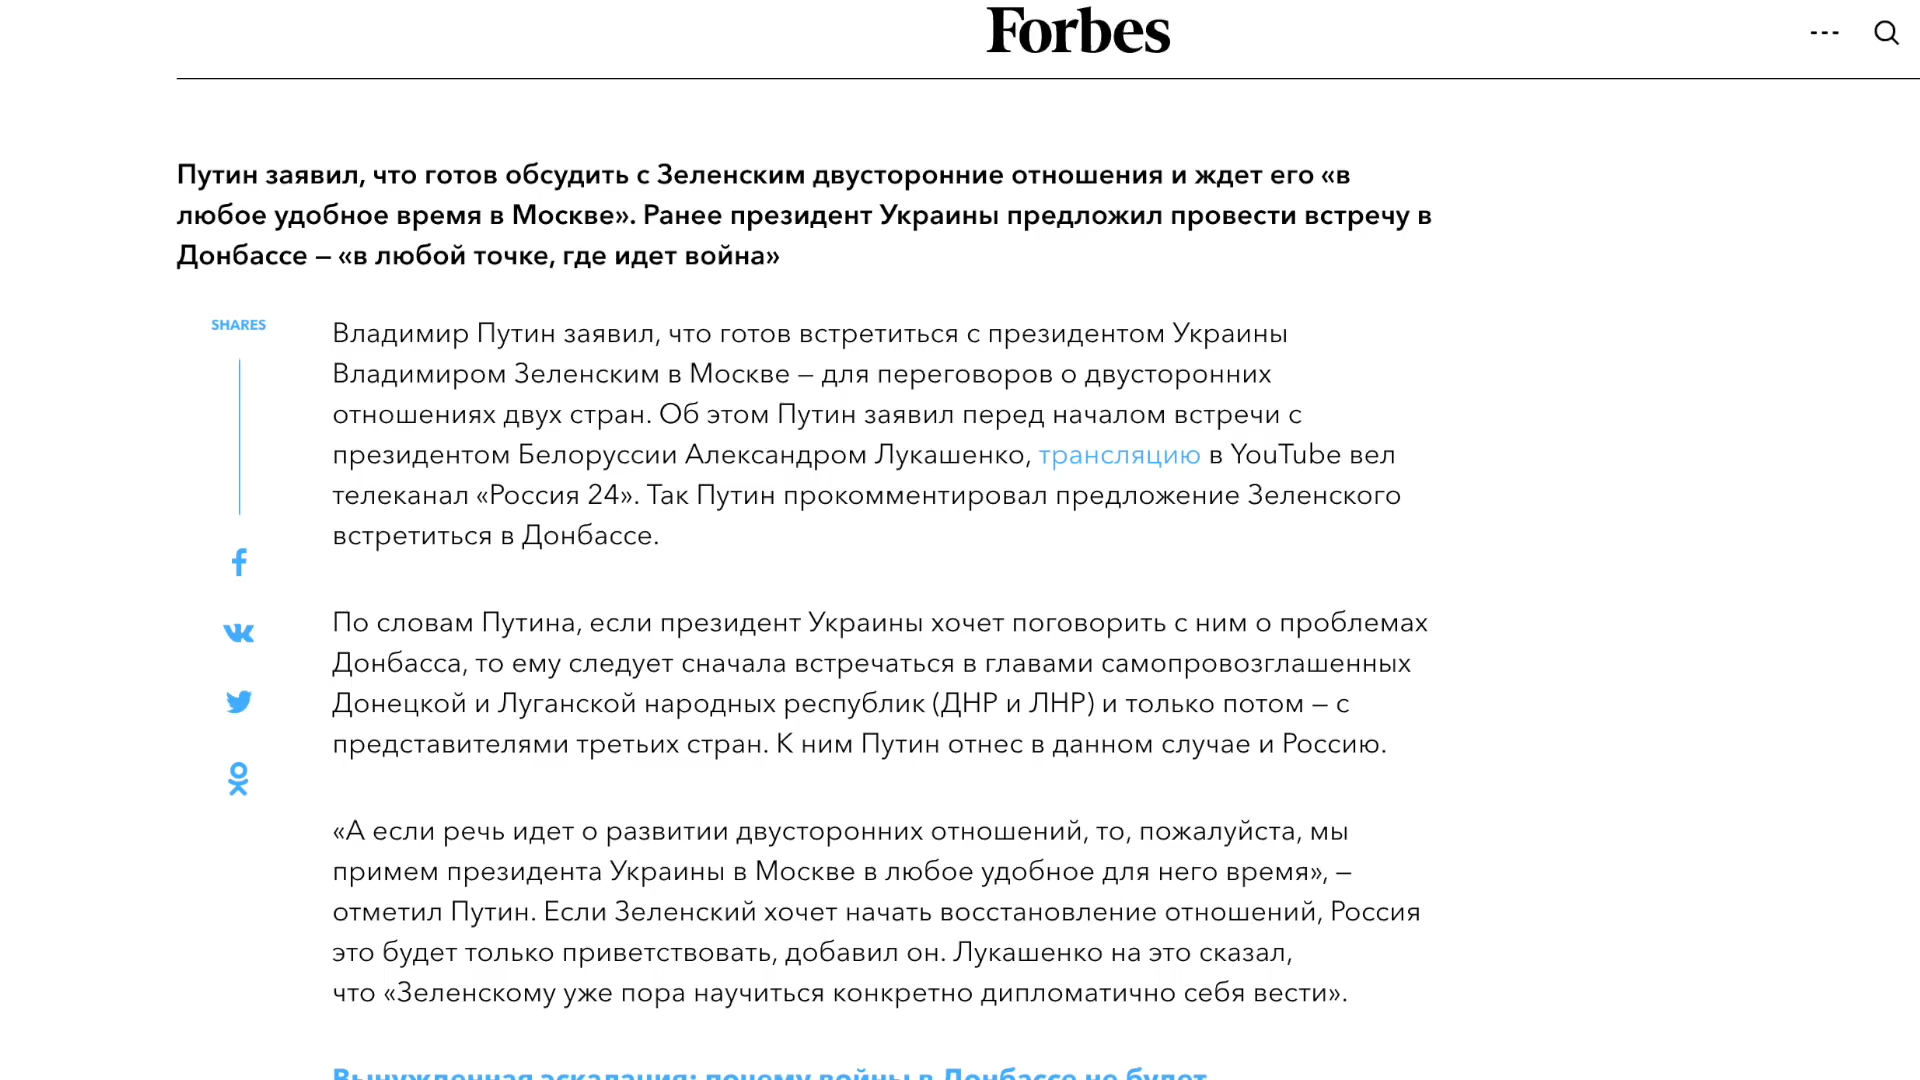 Forbes
Путин заявил, что готов обсудить с Зеленским двусторонние отношения и ждет его «в
любое удобное время в Москве». Ранее президент Украины предложил провести встречу в
Донбассе — «в любой точке, где идет война»
SHARES
Владимир Путин заявил, что готов встретиться с президентом Украины
Владимиром Зеленским в Москве — для переговоров о двусторонних
отношениях двух стран. Об этом Путин заявил перед началом встречи с
президентом Белоруссии Александром Лукашенко, трансляцию в YouTube вел
телеканал «Россия 24». Так Путин прокомментировал предложение Зеленского
встретиться в Донбассе.
По словам Путина, если президент Украины хочет поговорить с ним о проблемах
Донбасса, то ему следует сначала встречаться в главами самопровозглашенных
Донецкой и Луганской народных республик (ДНР и ЛНР) и только потом — с
представителями третьих стран. К ним Путин отнес в данном случае и Россию.
«А если речь идет о развитии двусторонних отношений, то, пожалуйста, мы
примем президента Украины в Москве в любое удобное для него время», —
отметил Путин. Если Зеленский хочет начать восстановление отношений, Россия
это будет только приветствовать, добавил он. Лукашенко на это сказал,
что «Зеленскому уже пора научиться конкретно дипломатично себя вести».
Вынужденная эскалация: почему войны в Донбассе не будет